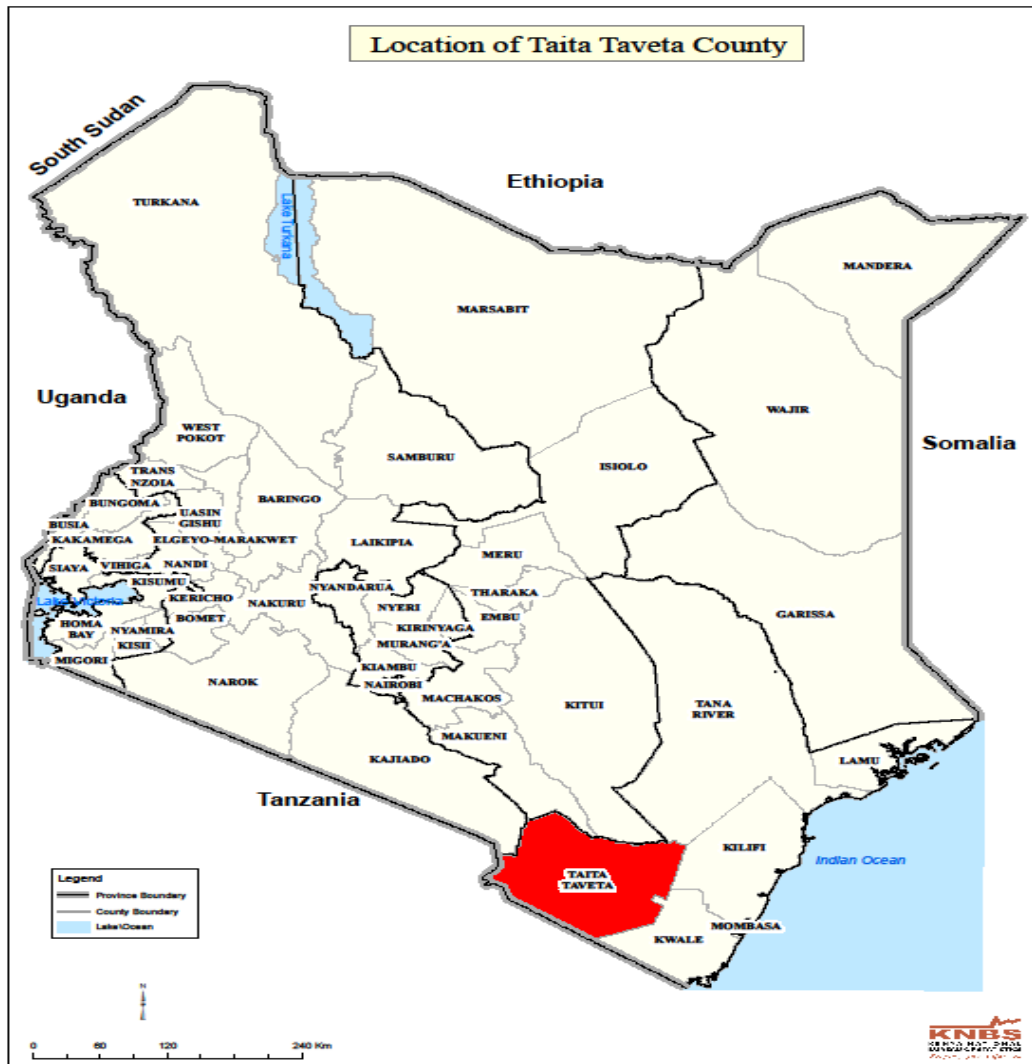 Location of Taita Taveta County
South Sudan
Ethiopia
TURKANA
Lake Turkana
MANDERA
MARSABIT
Uganda
WAJIR
WEST
POKOT
Somalia
SAMBURU
ISIOLO
TRANS
NZOIA
BARINGO
BUNGOMA
UASIN
GISHU
BUSIA
KAKAMEGA
ELGEYO-MARAKWET
LAIKIPIA
MERU
SIAYA
VIHIGA
NANDI
KISUMU
NYANDARUA
THARAKA
Lake Victoria
KERICHO
NAKURU
NYERI
EMBU
GARISSA
HOMA
BAY
NYAMIRA
BOMET
KIRINYAGA
KISII
MURANG'A
MIGORI
KIAMBU
NAROK
NAIROBI
MACHAKOS
KITUI
TANA
RIVER
MAKUENI
KAJIADO
LAMU
Tanzania
KILIFI
Indian Ocean
TAITA
TAVETA
MOMBASA
KWALE
Legend
Province Boundary
County Boundary
Lake\Ocean
N
0 60 120 240 Km
KNBS